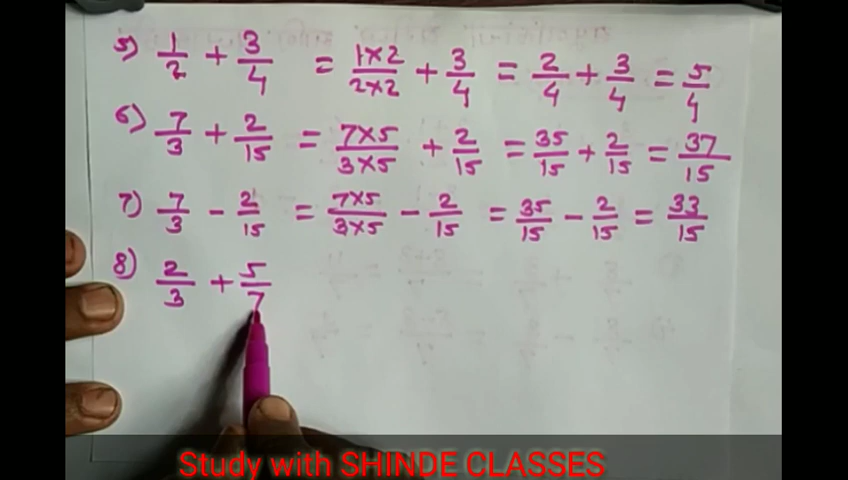 5) 1/2 + 3/4 = 1×2/2×2 + 3/4 = 2/4 + 3/4 = 5/4
6) 7/3 + 2/15 = 7×5/3×5 + 2/15 = 35/15 + 2/15 = 37/15
7) 7/3 - 2/15 = 7×5/3×5 - 2/15 = 35/15 - 2/15 = 33/15
8) 2/3 + 5/7
Study with SHINDE CLASSES